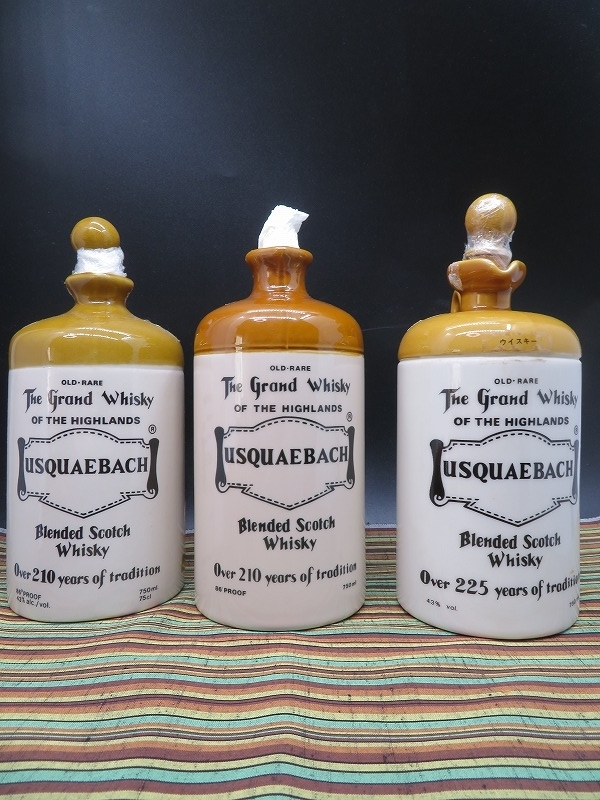 OLD·RARE
The Grand Whisky
OF THE HIGHLANDS
®
USQUAEBACH
Blended Scotch
Whisky
Over 210 years of tradition
86°PROOF 750ml
43% alc./vol. 75cl
OLD·RARE
The Grand Whisky
OF THE HIGHLANDS
®
USQUAEBACH
Blended Scotch
Whisky
Over 210 years of tradition
86 PROOF 750ml
ウイスキー
OLD·RARE
The Grand Whisky
OF THE HIGHLANDS
®
USQUAEBACH
Blended Scotch
Whisky
Over 225 years of tradition
43% vol.